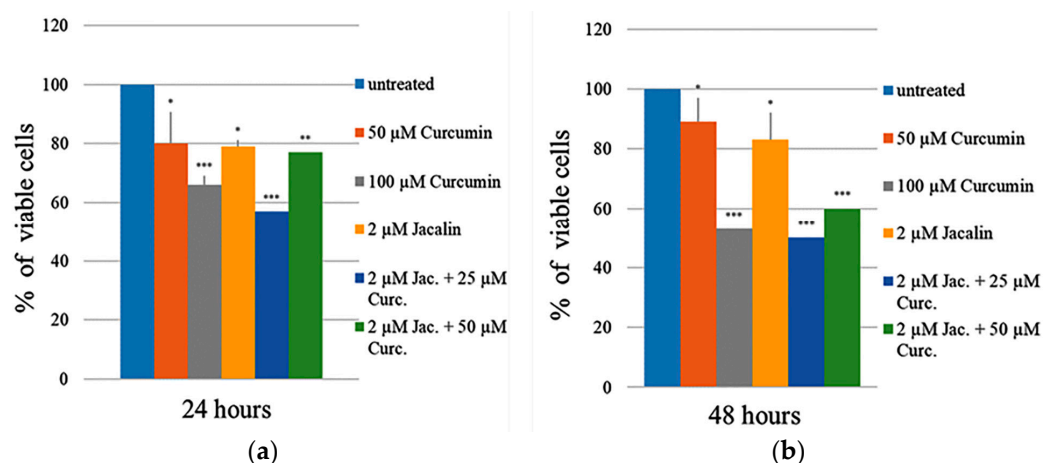 120
100
80
60
40
20
0
% of viable cells
*
***
*
***
**
untreated
50 µM Curcumin
100 µM Curcumin
2 µM Jacalin
2 µM Jac. + 25 µM
Curc.
2 µM Jac. + 50 µM
Curc.
24 hours
(a)
120
100
80
60
40
20
0
% of viable cells
*
***
*
***
***
untreated
50 µM Curcumin
100 µM Curcumin
2 µM Jacalin
2 µM Jac. + 25 µM
Curc.
2 µM Jac. + 50 µM
Curc.
48 hours
(b)